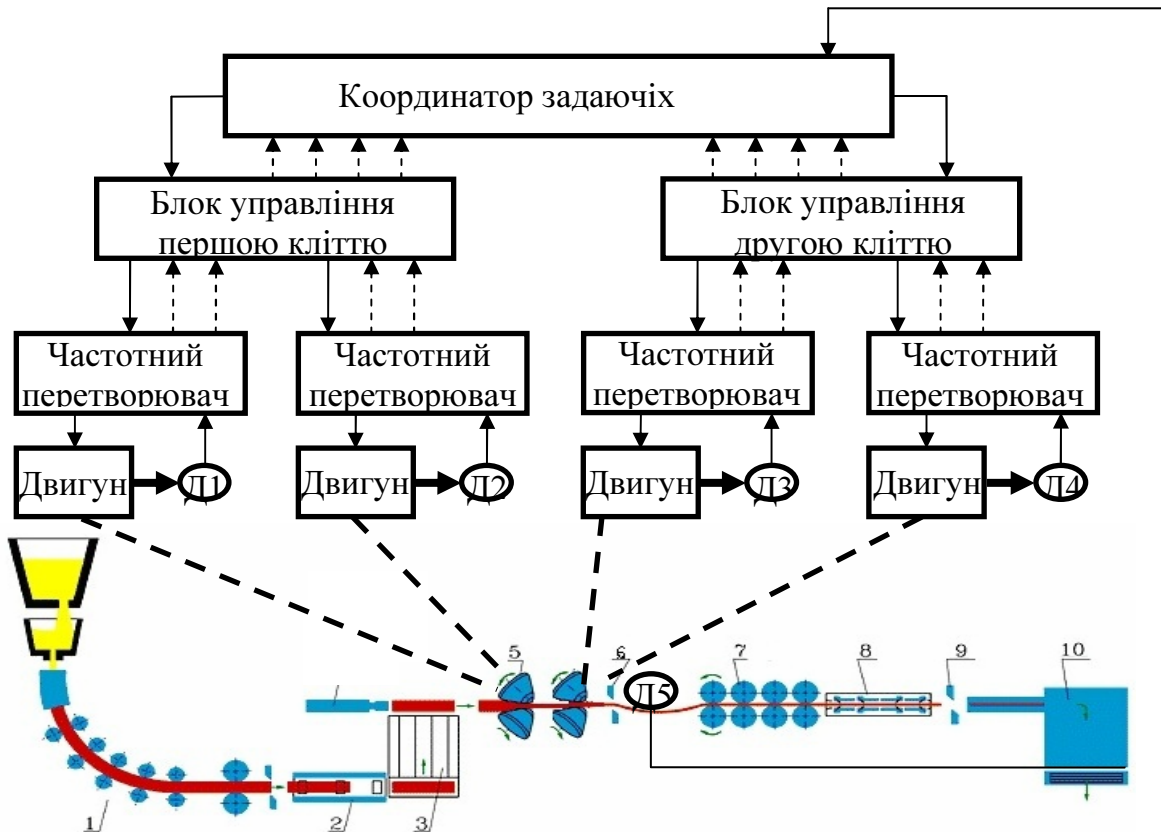 Координатор задаючіх
Блок управління
першою кліттю
Блок управління
другою кліттю
Частотний
перетворювач
Частотний
перетворювач
Частотний
перетворювач
Частотний
перетворювач
Двигун
Д1
Двигун
Д2
Двигун
Д3
Двигун
Д4
5
6
7
8
9
10
Д5
1
2
3